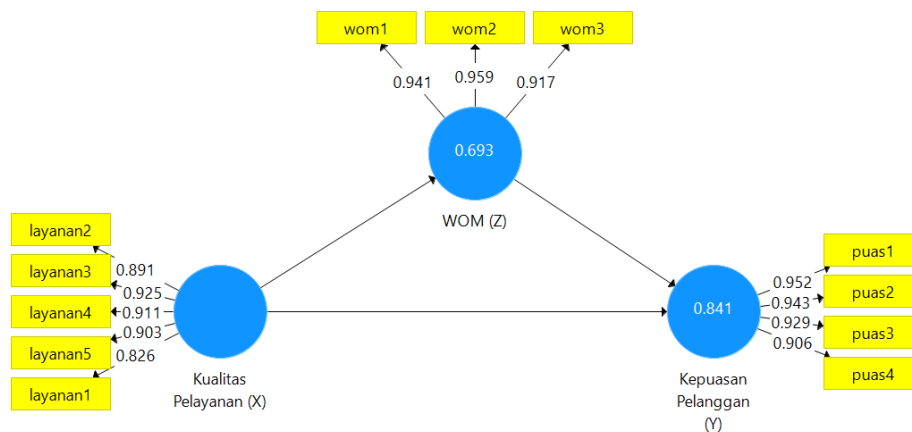 wom1
wom2
wom3
0.941
0.959
0.917
0.693
WOM (Z)
layanan2
layanan3
layanan4
layanan5
layanan1
0.891
0.925
0.911
0.903
0.826
Kualitas
Pelayanan (X)
0.841
Kepuasan
Pelanggan
(Y)
0.952
0.943
0.929
0.906
puas1
puas2
puas3
puas4